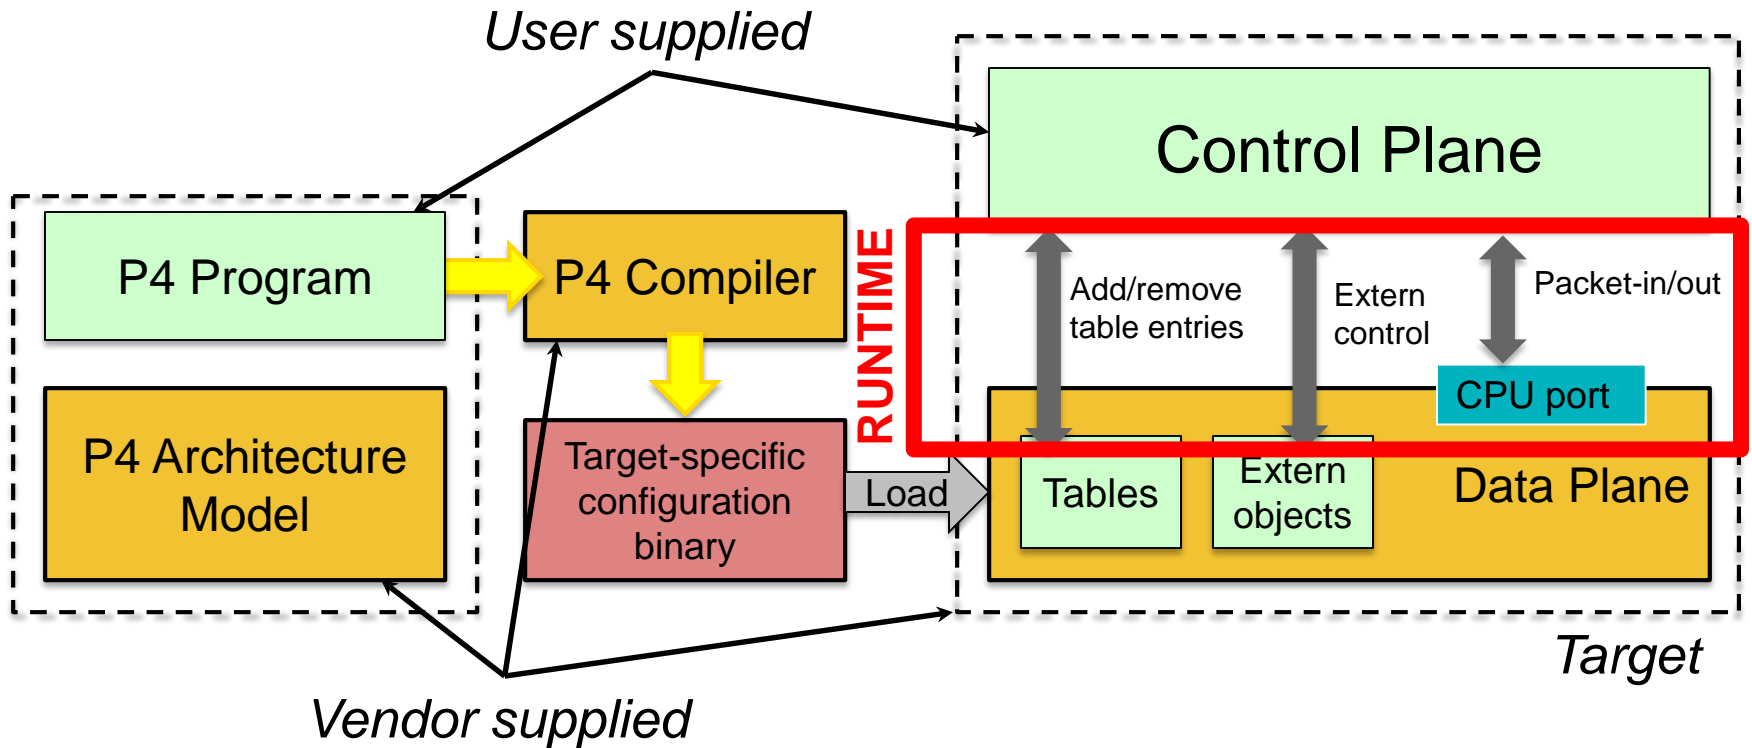 User supplied
Control Plane
P4 Program
P4 Compiler
RUNTIME
Add/remove
table entries
Extern
control
Packet-in/out
CPU port
P4 Architecture
Model
Target-specific
configuration
binary
Load
Tables
Extern
objects
Data Plane
Target
Vendor supplied